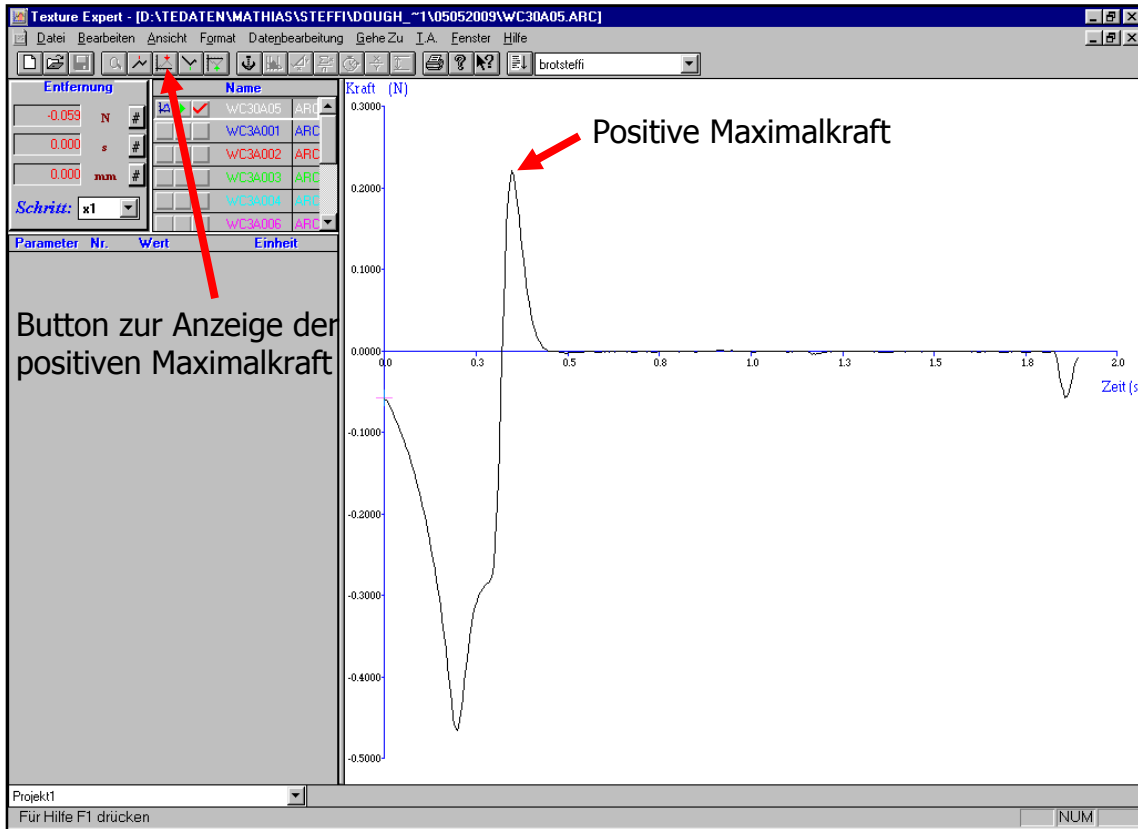 Texture Expert - [D:\TEDATEN\MATHIAS\STEFFI\DOUGH_~1\05052009\WC30A05.ARC]
Datei Bearbeiten Ansicht Format Datenbearbeitung Gehe Zu T.A. Fenster Hilfe
brotsteffi
Entfernung
-0.059 N #
0.000 s #
0.000 mm #
Schritt: x1
Name
WC30A05 ARC
WC3A001 ARC
WC3A002 ARC
WC3A003 ARC
WC3A004 ARC
WC3A006 ARC
Parameter Nr. Wert Einheit
Button zur Anzeige der
positiven Maximalkraft
Kraft (N)
Positive Maximalkraft
0.3000
0.2000
0.1000
0.0000
-0.1000
-0.2000
-0.3000
-0.4000
-0.5000
0.0 0.3 0.5 0.8 1.0 1.3 1.5 1.8 2.0
Zeit (s
Projekt1
Für Hilfe F1 drücken
NUM